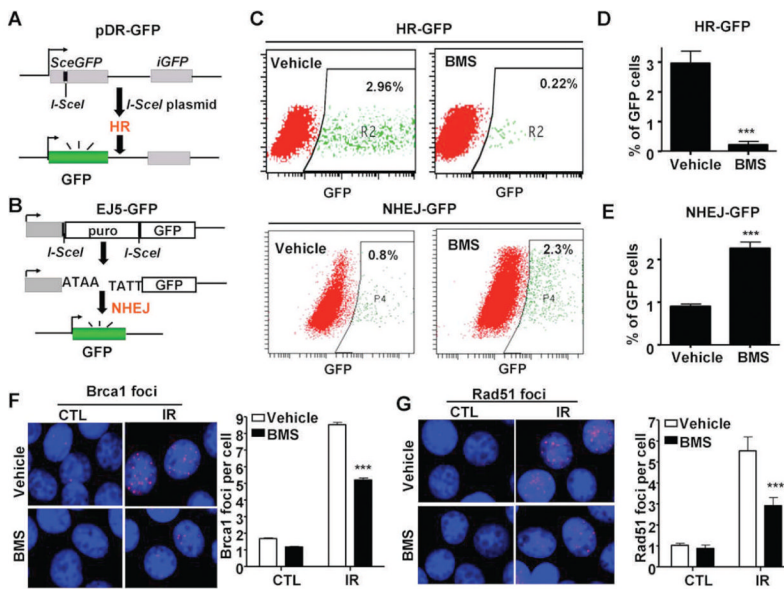 A
pDR-GFP
SceGFP
iGFP
I-SceI
I-SceI plasmid
HR
GFP
B
EJ5-GFP
puro
GFP
I-SceI
I-SceI
ATAA
TATT
GFP
NHEJ
GFP
C
HR-GFP
Vehicle
2.96%
R2
GFP
BMS
0.22%
R2
GFP
NHEJ-GFP
Vehicle
0.8%
P4
GFP
BMS
2.3%
P4
GFP
D
HR-GFP
% of GFP cells
3
2
1
0
***
Vehicle
BMS
E
NHEJ-GFP
% of GFP cells
2
1
0
***
Vehicle
BMS
F
Brca1 foci
CTL
IR
Vehicle
BMS
Brca1 foci per cell
9
8
7
6
5
4
3
2
1
0
Vehicle
BMS
***
CTL
IR
G
Rad51 foci
CTL
IR
Vehicle
BMS
Rad51 foci per cell
7
6
5
4
3
2
1
0
Vehicle
BMS
***
CTL
IR